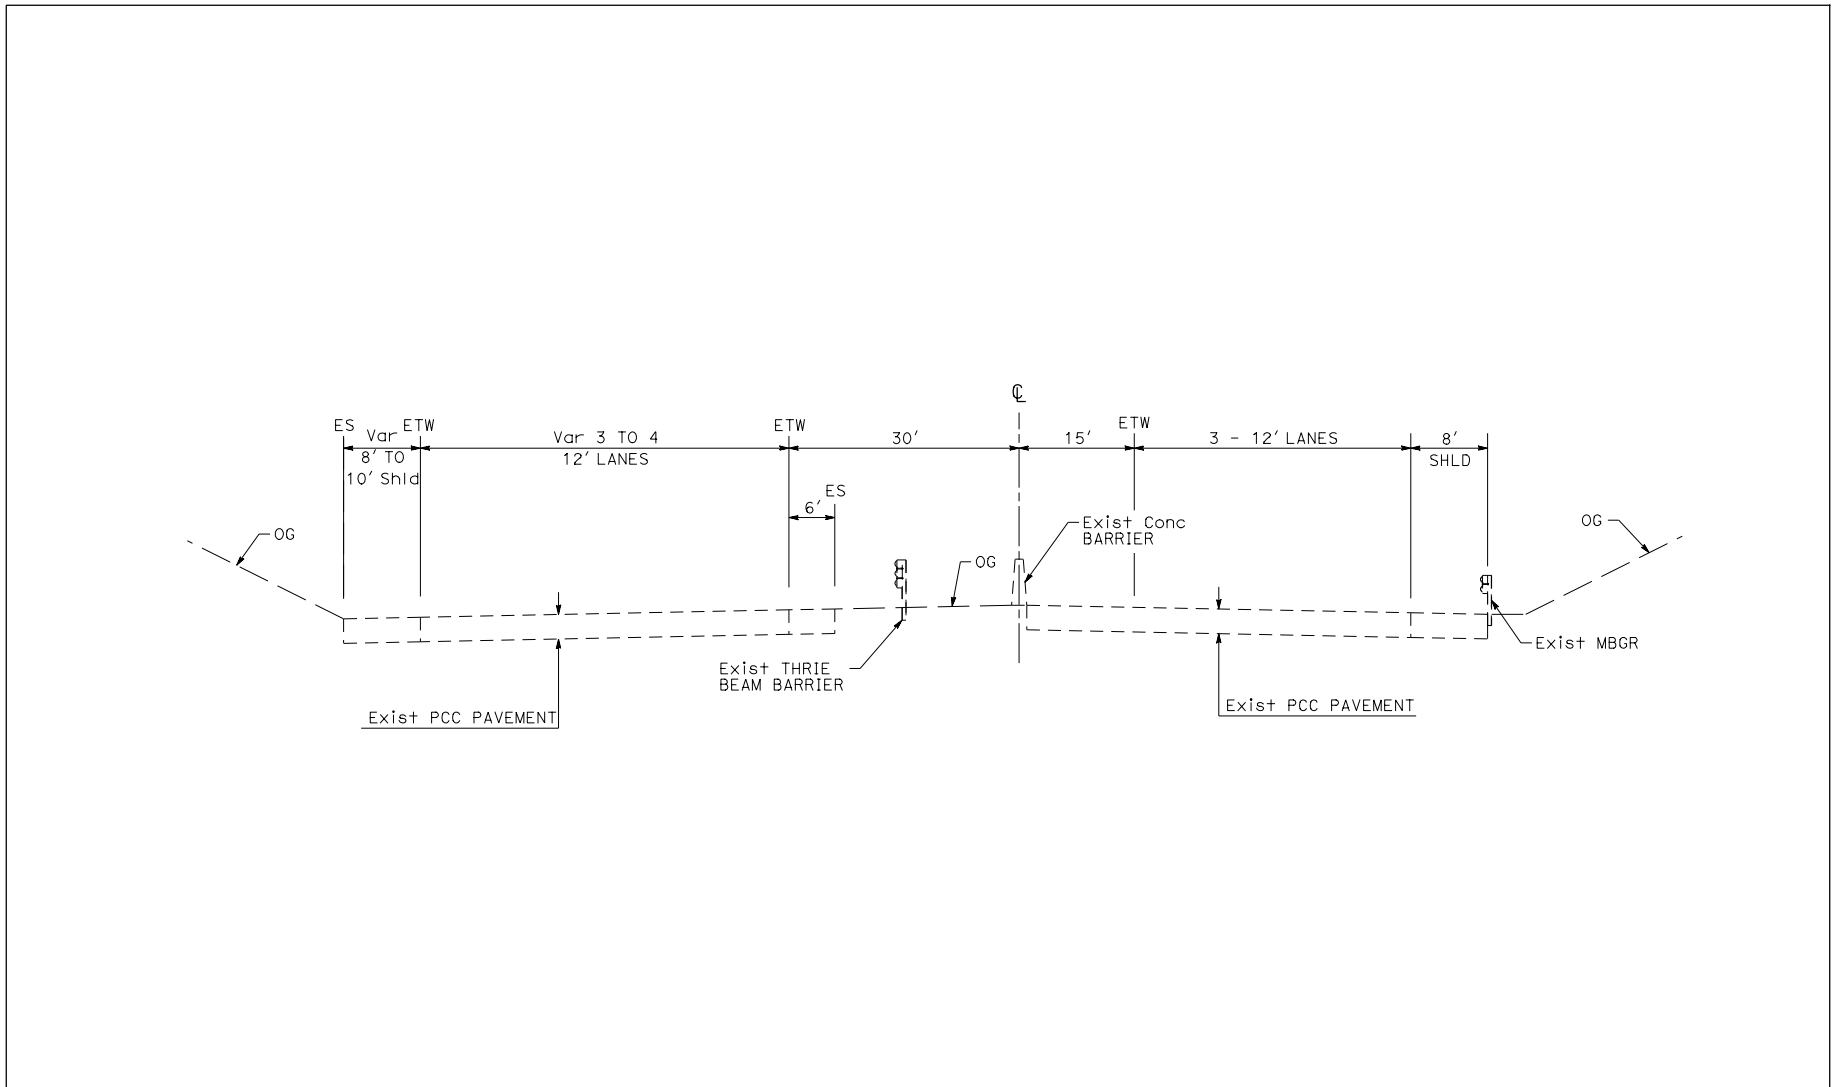 ℄
ES
Var
ETW
Var 3 TO 4
ETW
30'
15'
ETW
3 - 12' LANES
8'
8' TO
10' Shld
12' LANES
SHLD
ES
6'
OG
Exist Conc
BARRIER
OG
OG
Exist THRIE
BEAM BARRIER
Exist MBGR
Exist PCC PAVEMENT
Exist PCC PAVEMENT